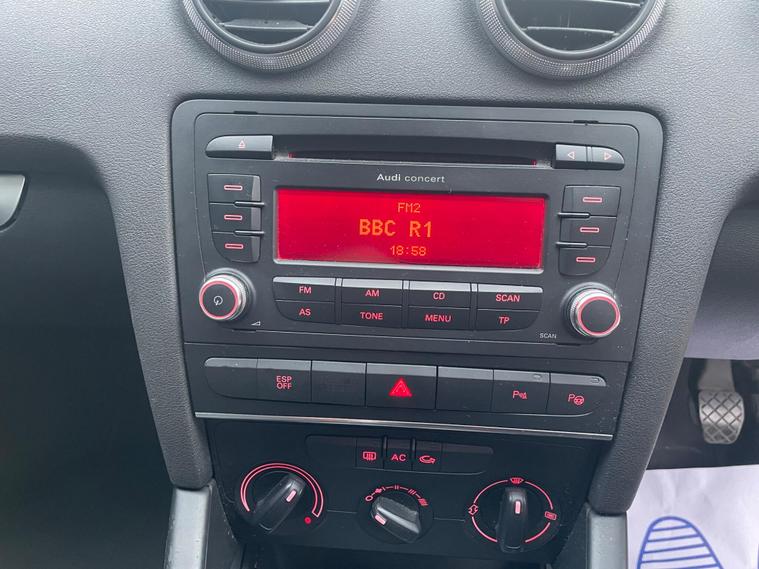 Audi concert
FM2
BBC R1
18:58
FM AM CD SCAN
AS TONE MENU TP
SCAN
ESP
OFF
P P
AC